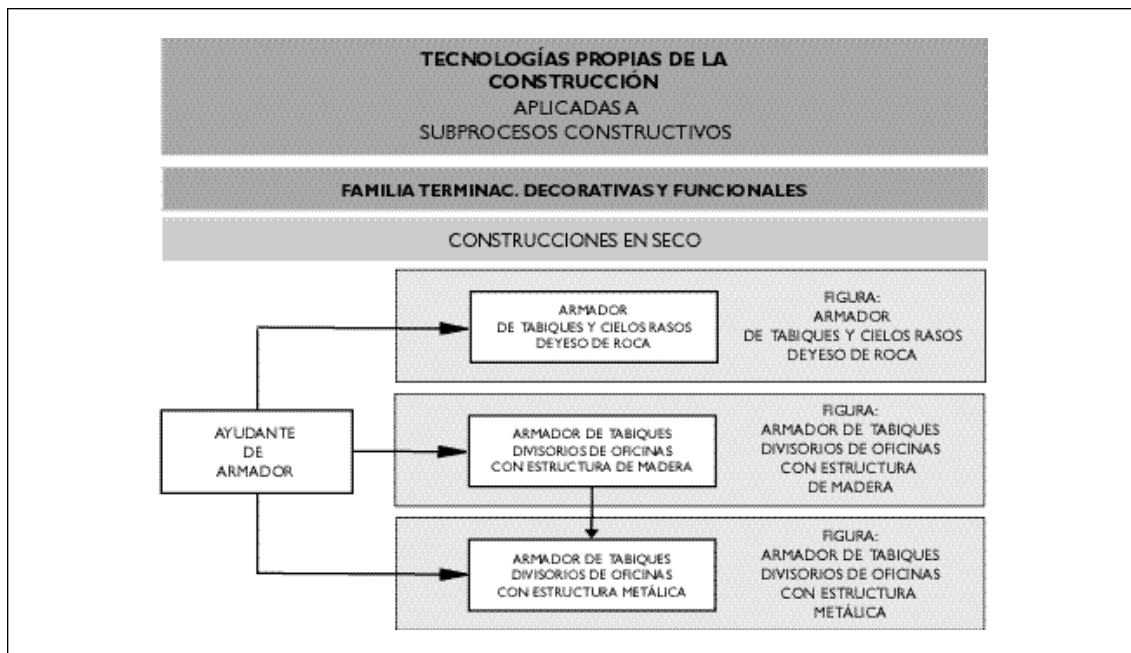 TECNOLOGÍAS PROPIAS DE LA
CONSTRUCCIÓN
APLICADAS A
SUBPROCESOS CONSTRUCTIVOS
FAMILIA TERMINAC. DECORATIVAS Y FUNCIONALES
CONSTRUCCIONES EN SECO
ARMADOR
DE TABIQUES Y CIELOS RASOS
DEYESO DE ROCA
FIGURA:
ARMADOR
DE TABIQUES Y CIELOS RASOS
DEYESO DE ROCA
AYUDANTE
DE
ARMADOR
ARMADOR DE TABIQUES
DIVISORIOS DE OFICINAS
CON ESTRUCTURA DE MADERA
FIGURA:
ARMADOR DE TABIQUES
DIVISORIOS DE OFICINAS
CON ESTRUCTURA
DE MADERA
ARMADOR DE TABIQUES
DIVISORIOS DE OFICINAS
CON ESTRUCTURA METÁLICA
FIGURA:
ARMADOR DE TABIQUES
DIVISORIOS DE OFICINAS
CON ESTRUCTURA
METÁLICA